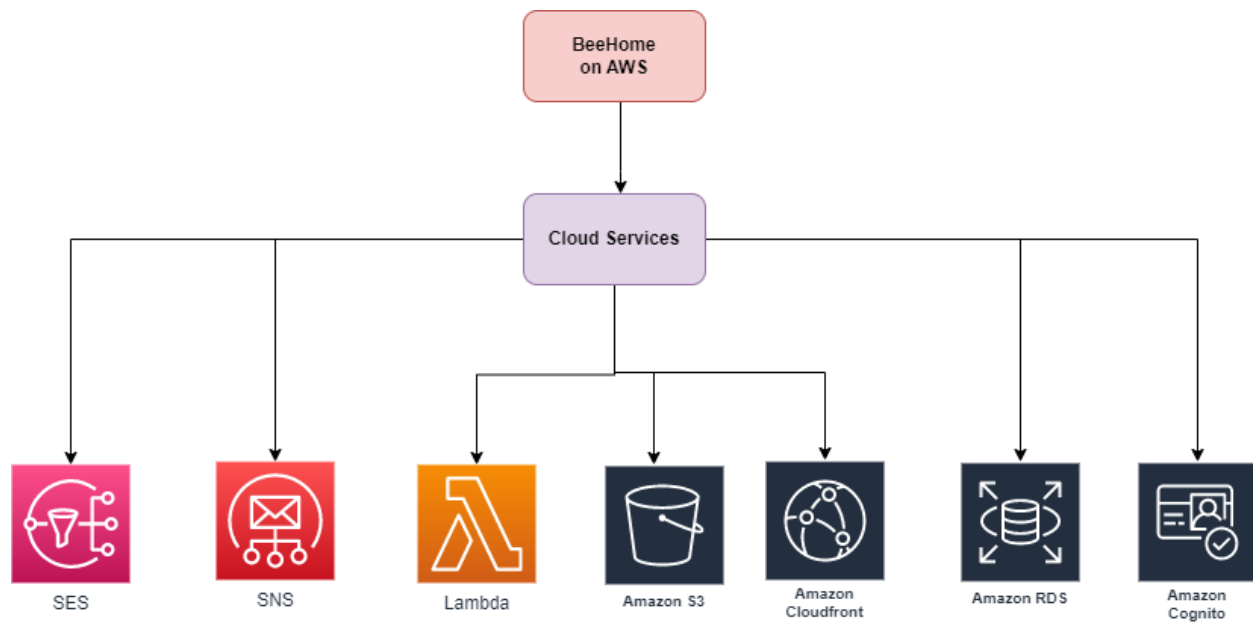 BeeHome
on AWS
Cloud Services
SES
SNS
Lambda
Amazon S3
Amazon
Cloudfront
Amazon RDS
Amazon
Cognito